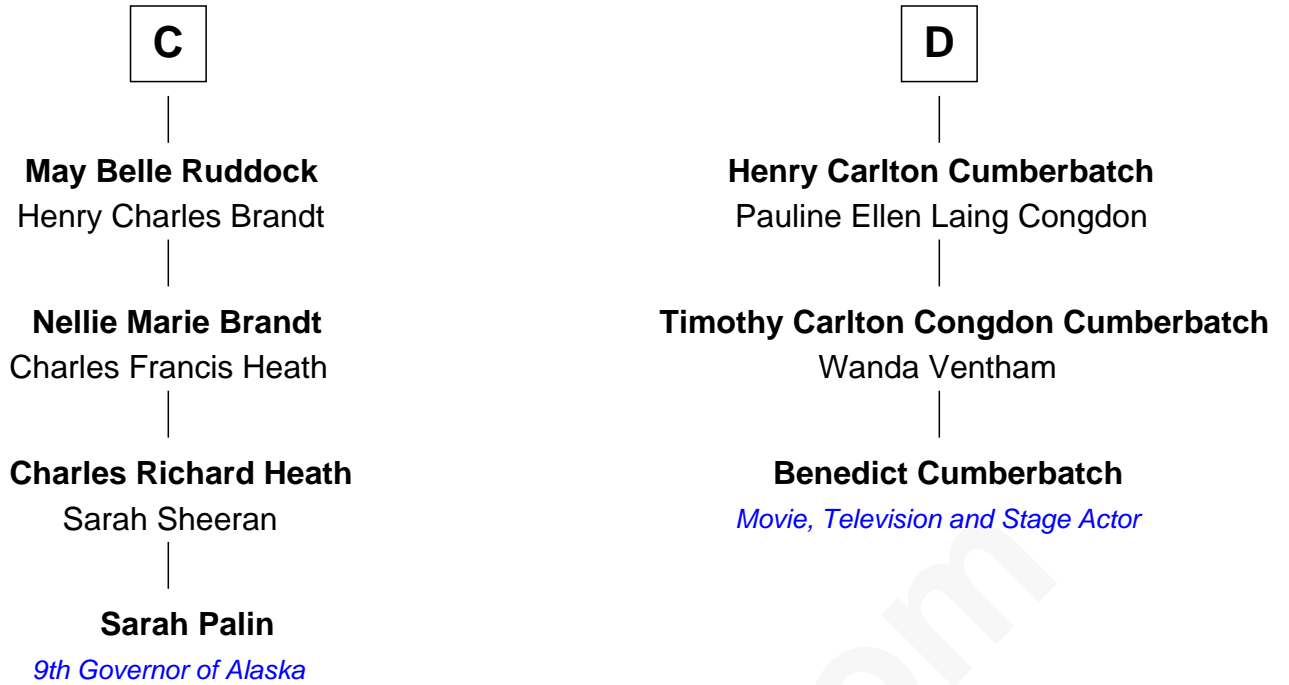 C
May Belle Ruddock
Henry Charles Brandt
Nellie Marie Brandt
Charles Francis Heath
Charles Richard Heath
Sarah Sheeran
Sarah Palin
9th Governor of Alaska
D
Henry Carlton Cumberbatch
Pauline Ellen Laing Congdon
Timothy Carlton Congdon Cumberbatch
Wanda Ventham
Benedict Cumberbatch
Movie, Television and Stage Actor
om